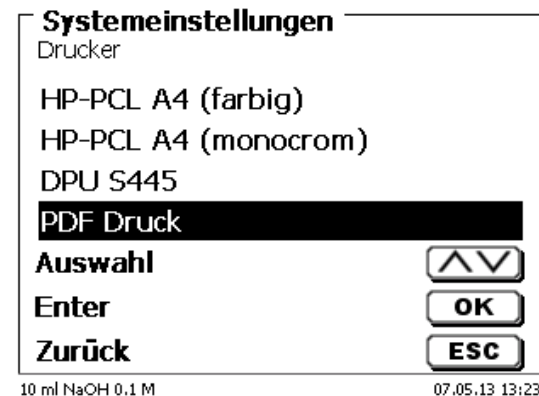 Systemeinstellungen
Drucker
HP-PCL A4 (farbig)
HP-PCL A4 (monocrom)
DPU S445
PDF Druck
Auswahl
Enter OK
Zurück ESC
10 ml NaOH 0.1 M 07.05.13 13:23